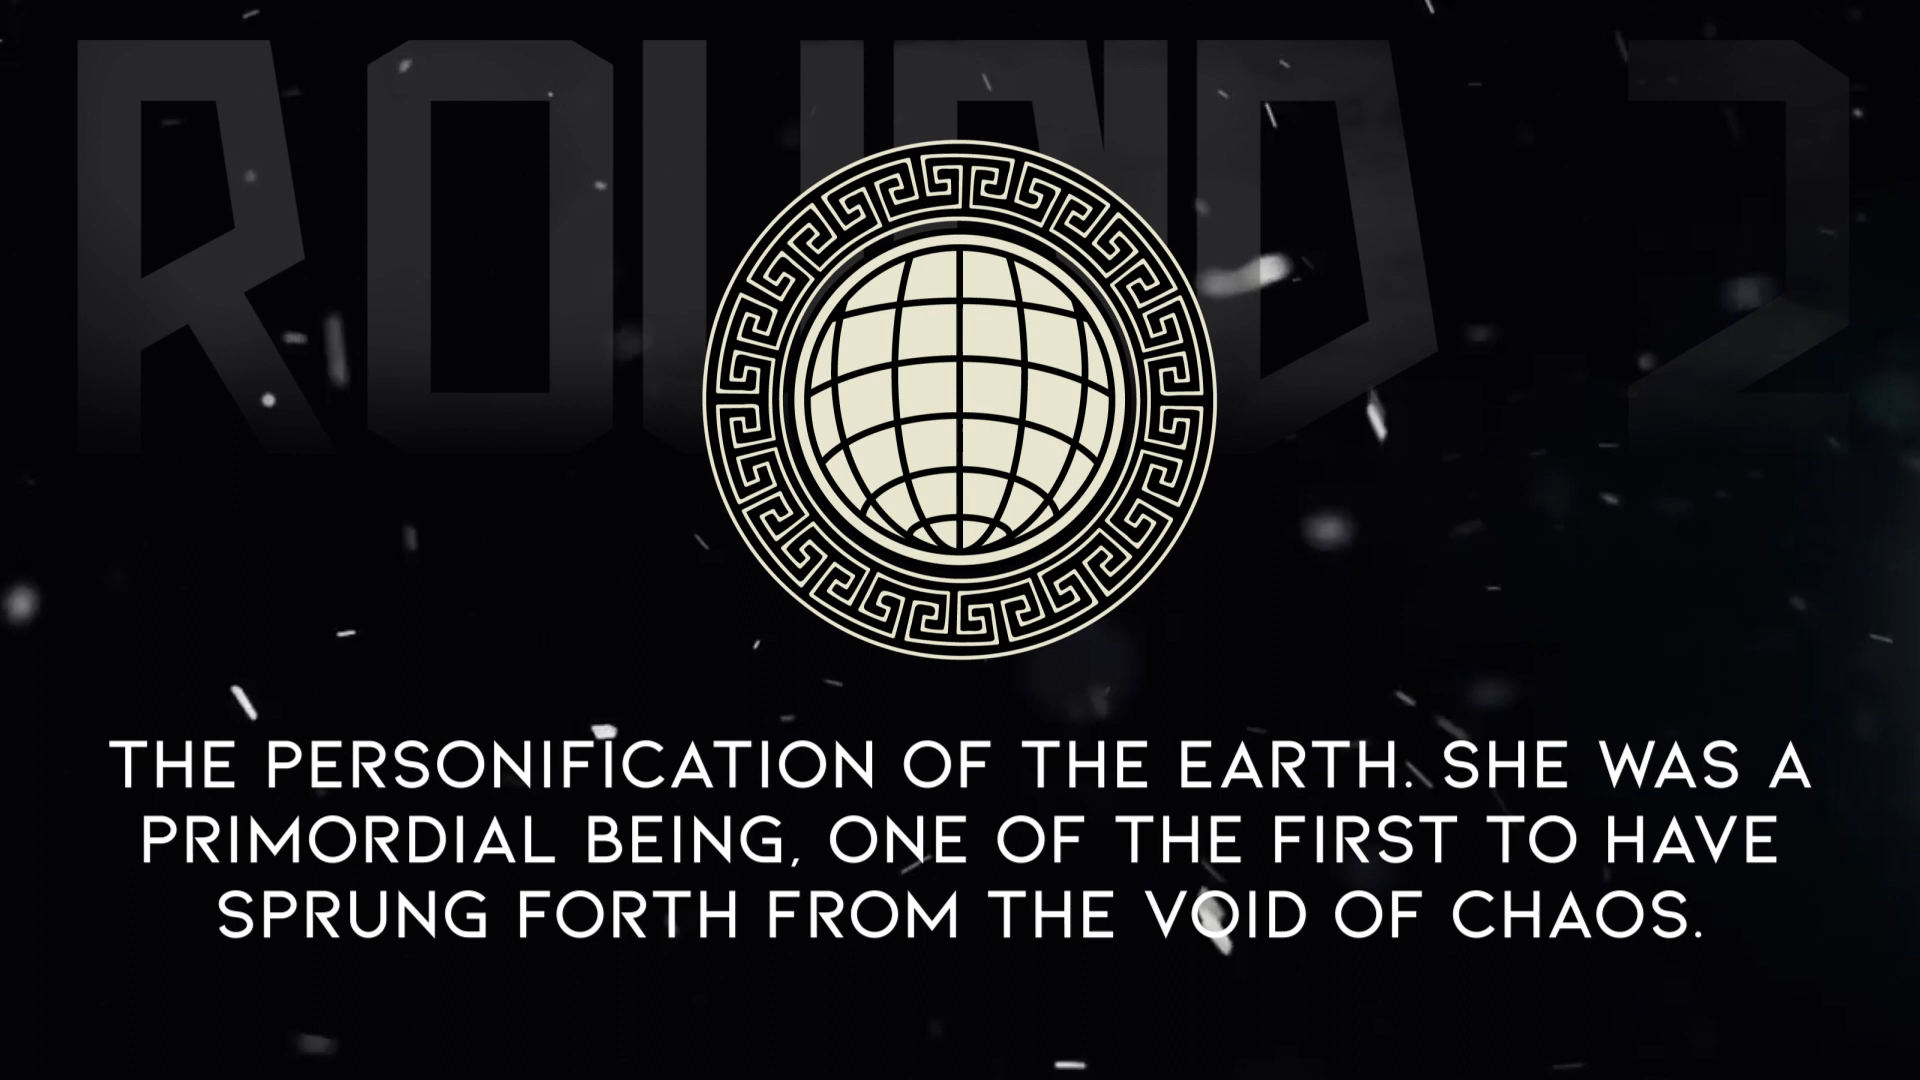 ROUND 2
THE PERSONIFICATION OF THE EARTH. SHE WAS A
PRIMORDIAL BEING, ONE OF THE FIRST TO HAVE
SPRUNG FORTH FROM THE VOID OF CHAOS.